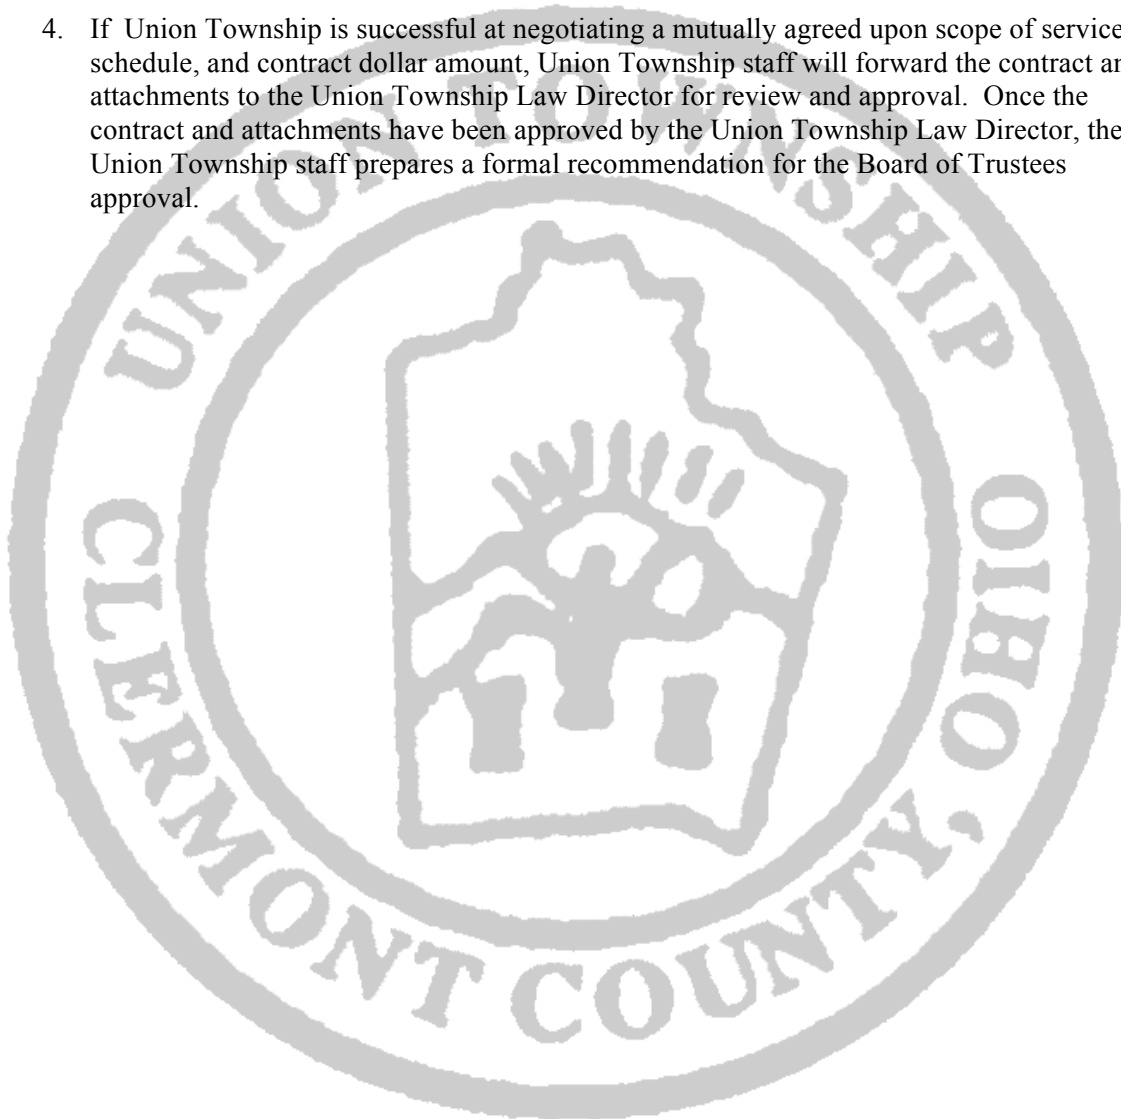 4. If Union Township is successful at negotiating a mutually agreed upon scope of service
schedule, and contract dollar amount, Union Township staff will forward the contract an
attachments to the Union Township Law Director for review and approval. Once the
contract and attachments have been approved by the Union Township Law Director, the
Union Township staff prepares a formal recommendation for the Board of Trustees
approval.
UNION TOWNSHIP
CLERMONT COUNTY, OHIO